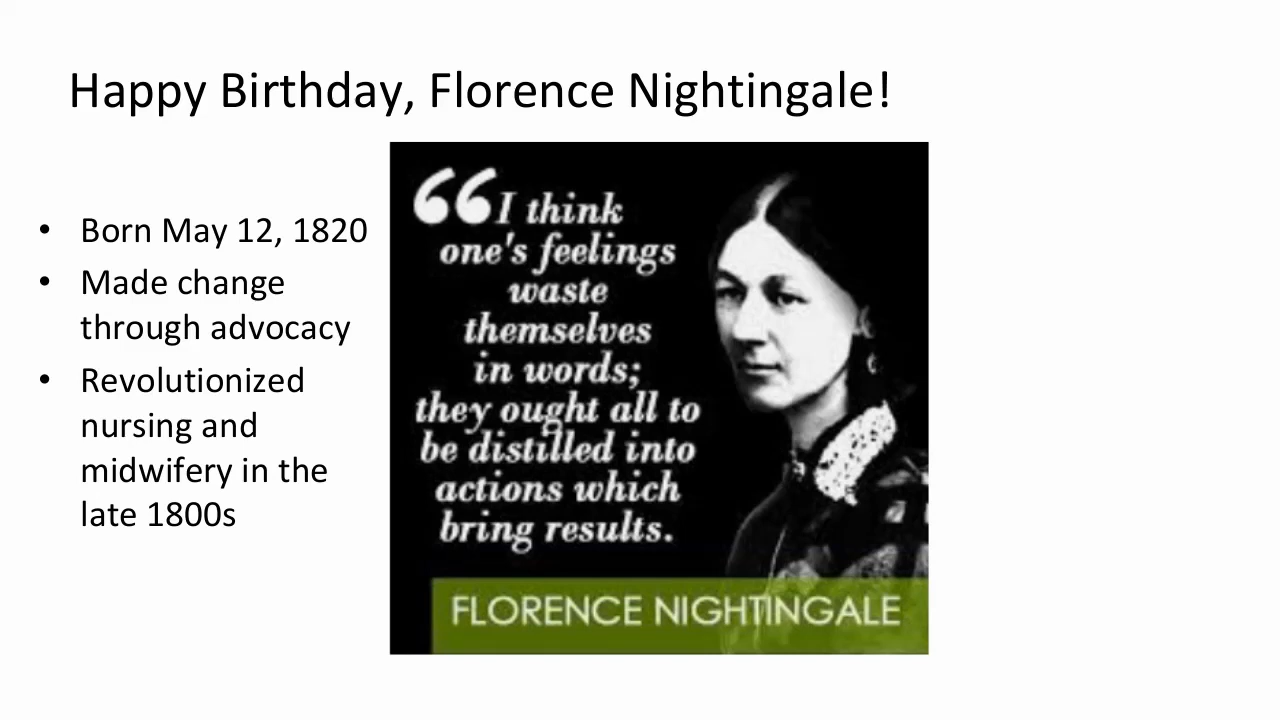 Happy Birthday, Florence Nightingale!
• Born May 12, 1820
• Made change
through advocacy
• Revolutionized
nursing and
midwifery in the
late 1800s
“I think
one's feelings
waste
themselves
in words;
they ought all to
be distilled into
actions which
bring results.
FLORENCE NIGHTINGALE